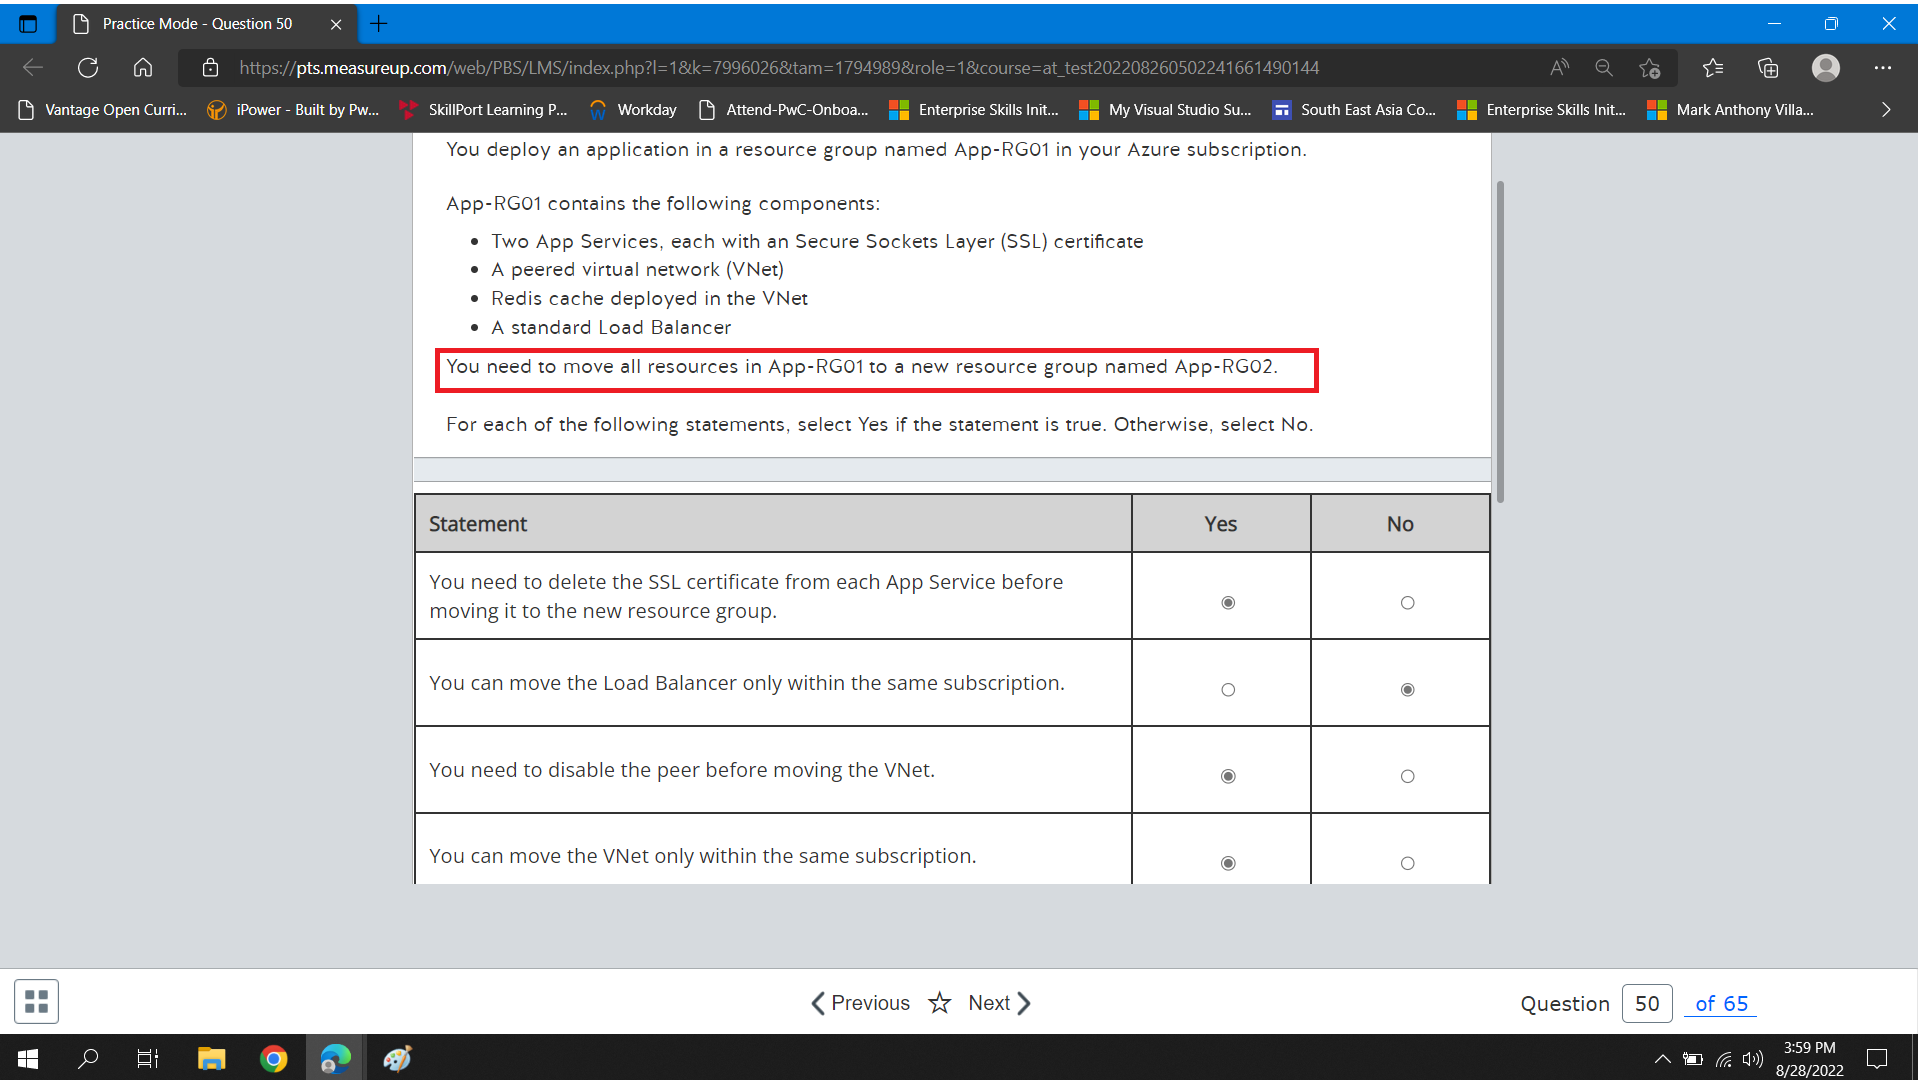 Practice Mode - Question 50
https://pts.measureup.com/web/PBS/LMS/index.php?l=1&k=7996026&tam=1794989&role=1&course=at_test20220826050224166149​0144
Vantage Open Curri... iPower - Built by Pw... SkillPort Learning P... Workday Attend-PwC-Onboa... Enterprise Skills Init... My Visual Studio Su... South East Asia Co... Enterprise Skills Init... Mark Anthony Villa...
You deploy an application in a resource group named App-RG01 in your Azure subscription.
App-RG01 contains the following components:
• Two App Services, each with an Secure Sockets Layer (SSL) certificate
• A peered virtual network (VNet)
• Redis cache deployed in the VNet
• A standard Load Balancer
You need to move all resources in App-RG01 to a new resource group named App-RG02.
For each of the following statements, select Yes if the statement is true. Otherwise, select No.
Statement Yes No
You need to delete the SSL certificate from each App Service before
moving it to the new resource group.
You can move the Load Balancer only within the same subscription.
You need to disable the peer before moving the VNet.
You can move the VNet only within the same subscription.
Previous Next Question 50 of 65
3:59 PM
8/28/2022